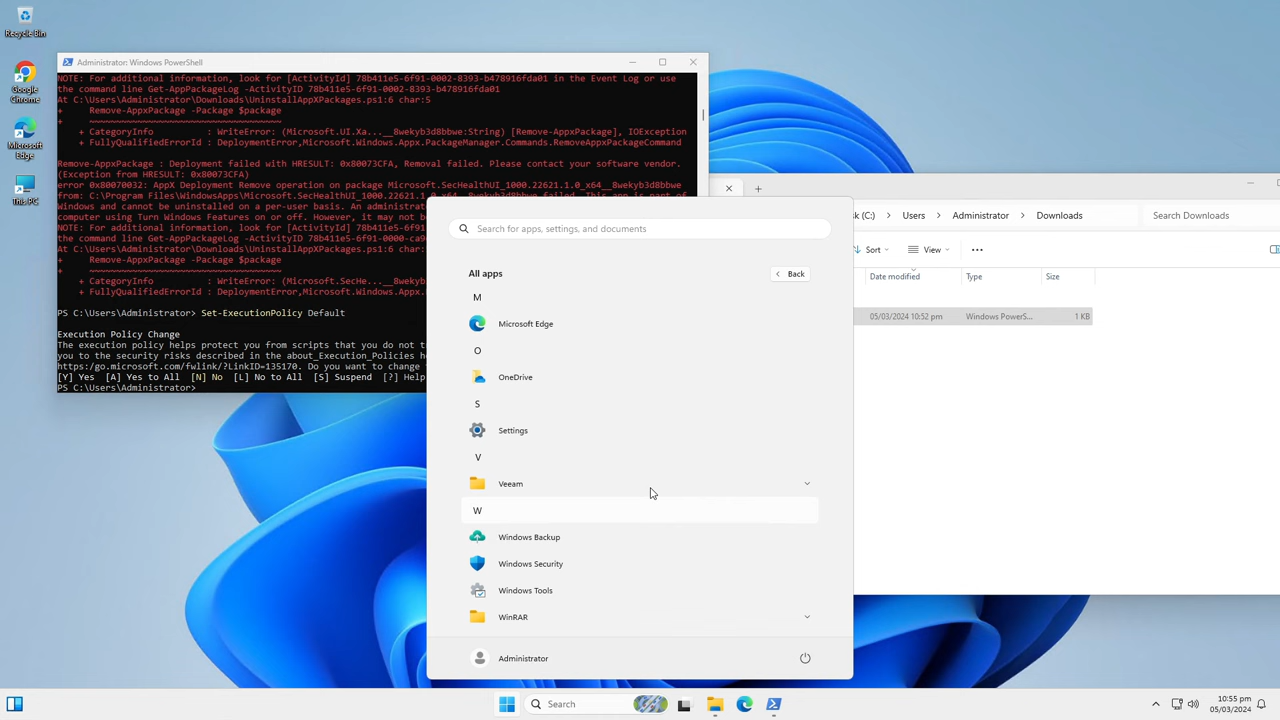 Recycle Bin
Google
Chrome
Microsoft
Edge
This PC
Administrator: Windows PowerShell
NOTE: For additional information, look for [ActivityId] 78b411e5-6f91-0002-8393-b478916fda01 in the Event Log or use
the command line Get-AppPackageLog -ActivityID 78b411e5-6f91-0002-8393-b478916fda01
At C:\Users\Administrator\Downloads\UninstallAppXPackages.ps1:6 char:5
+     Remove-AppxPackage -Package $package
+     ~~~~~~~~~~~~~~~~~~~~~~~~~~~~~~~~~~~~
+ CategoryInfo          : WriteError: (Microsoft.UI.Xa...__8wekyb3d8bbwe:String) [Remove-AppxPackage], IOException
+ FullyQualifiedErrorId : DeploymentError,Microsoft.Windows.Appx.PackageManager.Commands.RemoveAppxPackageCommand
Remove-AppxPackage : Deployment failed with HRESULT: 0x80073CFA, Removal failed. Please contact your software vendor.
(Exception from HRESULT: 0x80073CFA)
error 0x80070032: AppX Deployment Remove operation on package Microsoft.SecHealthUI_1000.22621.1.0_x64__8wekyb3d8bbwe
from: C:\Program Files\WindowsApps\Microsoft.SecHealthUI_1000.22621.1.0_x64__8wekyb3d8bbwe failed. This app is part of
Windows and cannot be uninstalled on a per-user basis. An administrat
computer using Turn Windows Features on or off. However, it may not be
NOTE: For additional information, look for [ActivityId] 78b411e5-6f91
the command line Get-AppPackageLog -ActivityID 78b411e5-6f91-0000-ca9
At C:\Users\Administrator\Downloads\UninstallAppXPackages.ps1:6 char:
+     Remove-AppxPackage -Package $package
+     ~~~~~~~~~~~~~~~~~~~~~~~~~~~~~~~~~~~~
+ CategoryInfo          : WriteError: (Microsoft.SecHe...__8wekyb
+ FullyQualifiedErrorId : DeploymentError,Microsoft.Windows.Appx.
PS C:\Users\Administrator> Set-ExecutionPolicy Default
Execution Policy Change
The execution policy helps protect you from scripts that you do not t
you to the security risks described in the about_Execution_Policies he
https:/go.microsoft.com/fwlink/?LinkID=135170. Do you want to change
[Y] Yes  [A] Yes to All  [N] No  [L] No to All  [S] Suspend  [?] Help
PS C:\Users\Administrator>
(C:)
Users
Administrator
Downloads
Search Downloads
Sort
View
Date modified
Type
Size
05/03/2024 10:52 pm
Windows PowerS...
1 KB
Search for apps, settings, and documents
All apps
Back
M
Microsoft Edge
O
OneDrive
S
Settings
V
Veeam
W
Windows Backup
Windows Security
Windows Tools
WinRAR
Administrator
Search
10:55 pm
05/03/2024